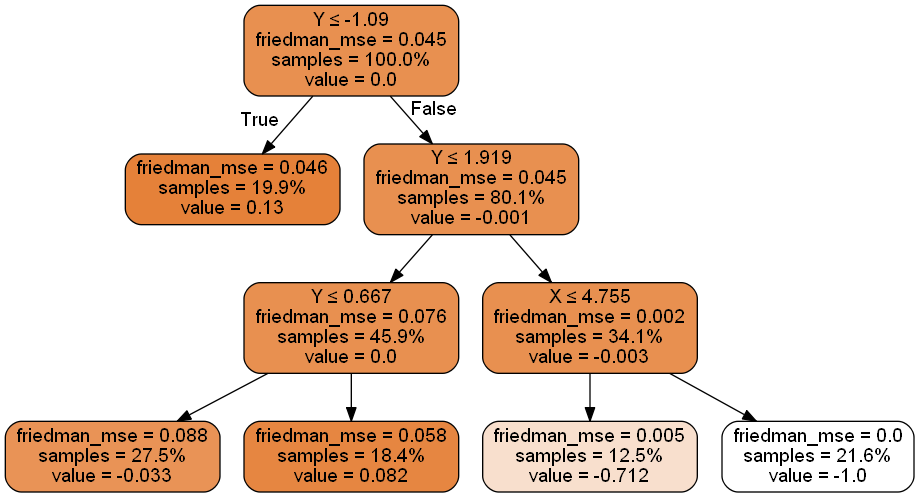 Y ≤ -1.09
friedman_mse = 0.045
samples = 100.0%
value = 0.0
True
False
friedman_mse = 0.046
samples = 19.9%
value = 0.13
Y ≤ 1.919
friedman_mse = 0.045
samples = 80.1%
value = -0.001
Y ≤ 0.667
friedman_mse = 0.076
samples = 45.9%
value = 0.0
X ≤ 4.755
friedman_mse = 0.002
samples = 34.1%
value = -0.003
friedman_mse = 0.088
samples = 27.5%
value = -0.033
friedman_mse = 0.058
samples = 18.4%
value = 0.082
friedman_mse = 0.005
samples = 12.5%
value = -0.712
friedman_mse = 0.0
samples = 21.6%
value = -1.0